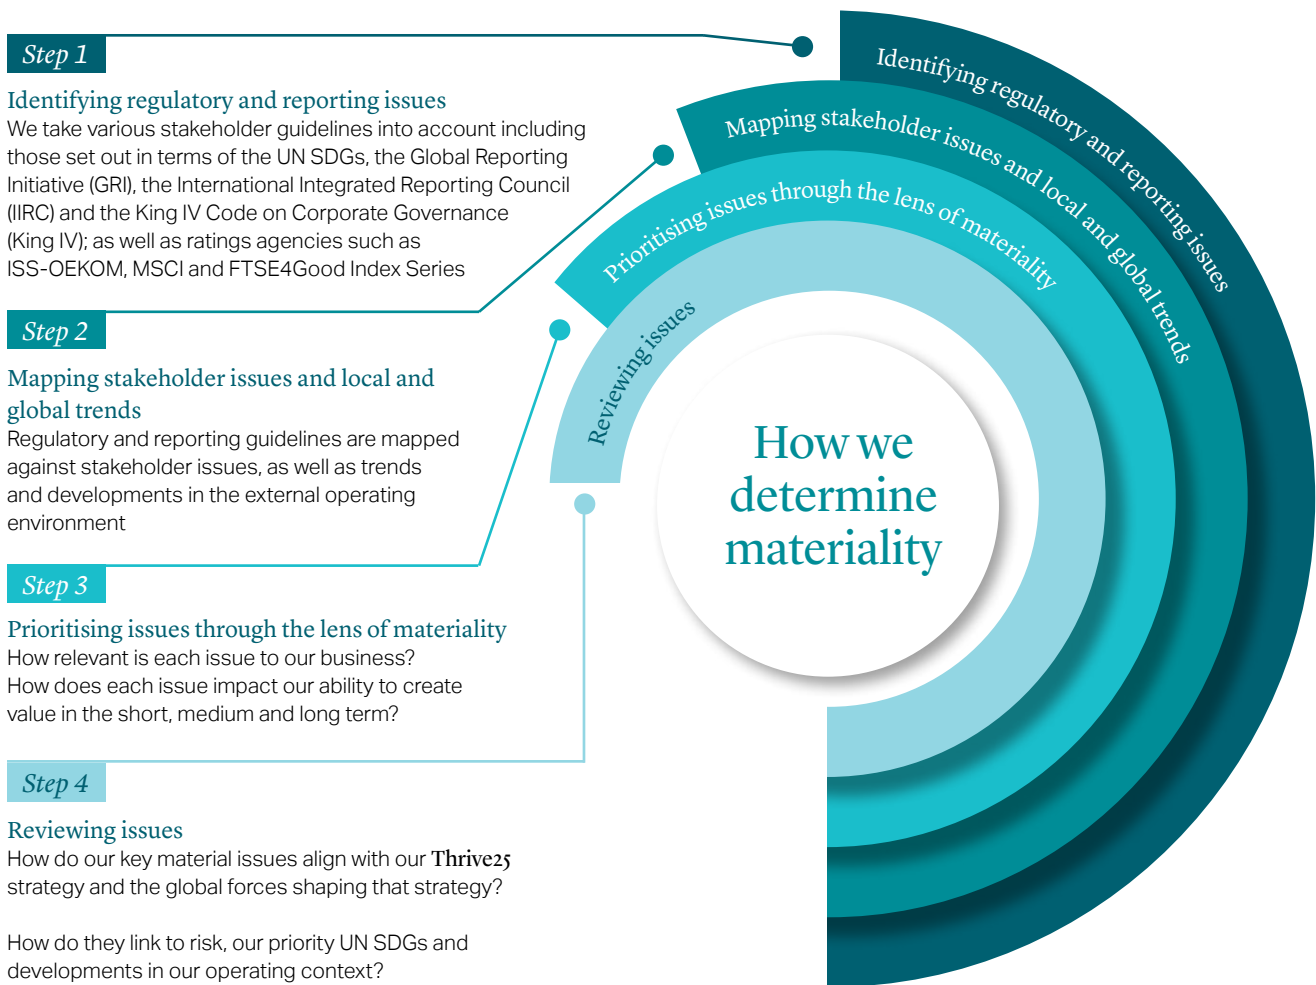 Step 1
Identifying regulatory and reporting issues
We take various stakeholder guidelines into account including
those set out in terms of the UN SDGs, the Global Reporting
Initiative (GRI), the International Integrated Reporting Council
(IIRC) and the King IV Code on Corporate Governance
(King IV); as well as ratings agencies such as
ISS-OEKOM, MSCI and FTSE4Good Index Series
Step 2
Mapping stakeholder issues and local and
global trends
Regulatory and reporting guidelines are mapped
against stakeholder issues, as well as trends
and developments in the external operating
environment
Step 3
Prioritising issues through the lens of materiality
How relevant is each issue to our business?
How does each issue impact our ability to create
value in the short, medium and long term?
Step 4
Reviewing issues
How do our key material issues align with our Thrive25
strategy and the global forces shaping that strategy?
How do they link to risk, our priority UN SDGs and
developments in our operating context?
Identifying regulatory and reporting issues
Mapping stakeholder issues and local and global trends
Prioritising issues through the lens of materiality
Reviewing issues
How we
determine
materiality